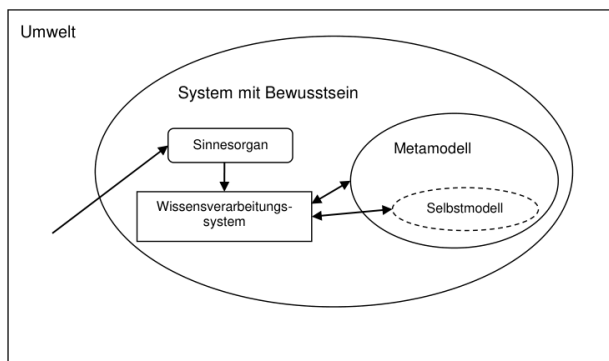 Umwelt
System mit Bewusstsein
Sinnesorgan
Metamodell
Wissensverarbeitungs-
system
Selbstmodell